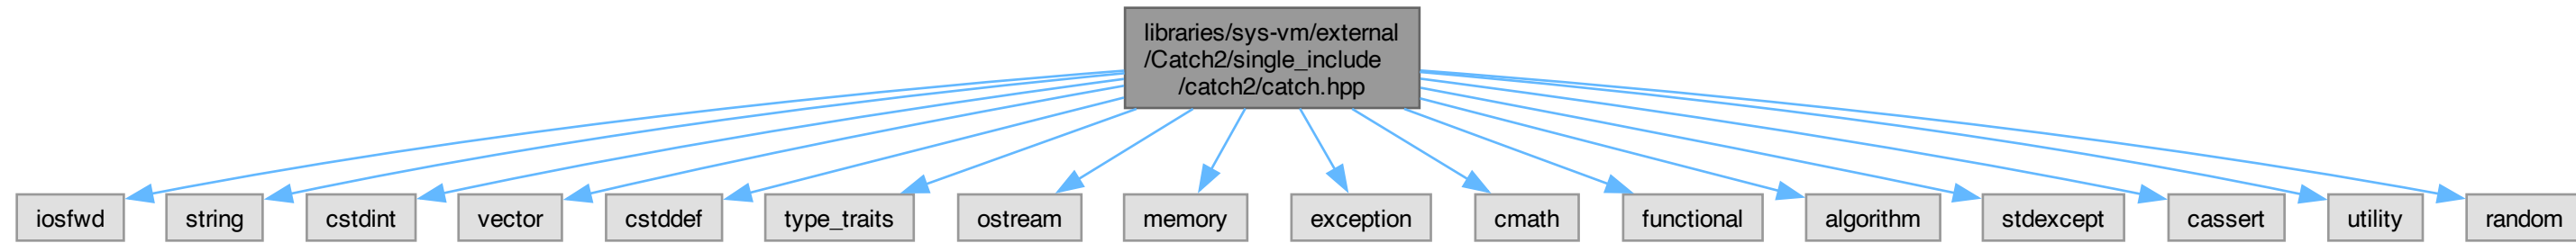 libraries/sys-vm/external
/Catch2/single_include
/catch2/catch.hpp
iosfwd
string
cstdint
vector
cstddef
type_traits
ostream
memory
exception
cmath
functional
algorithm
stdexcept
cassert
utility
random